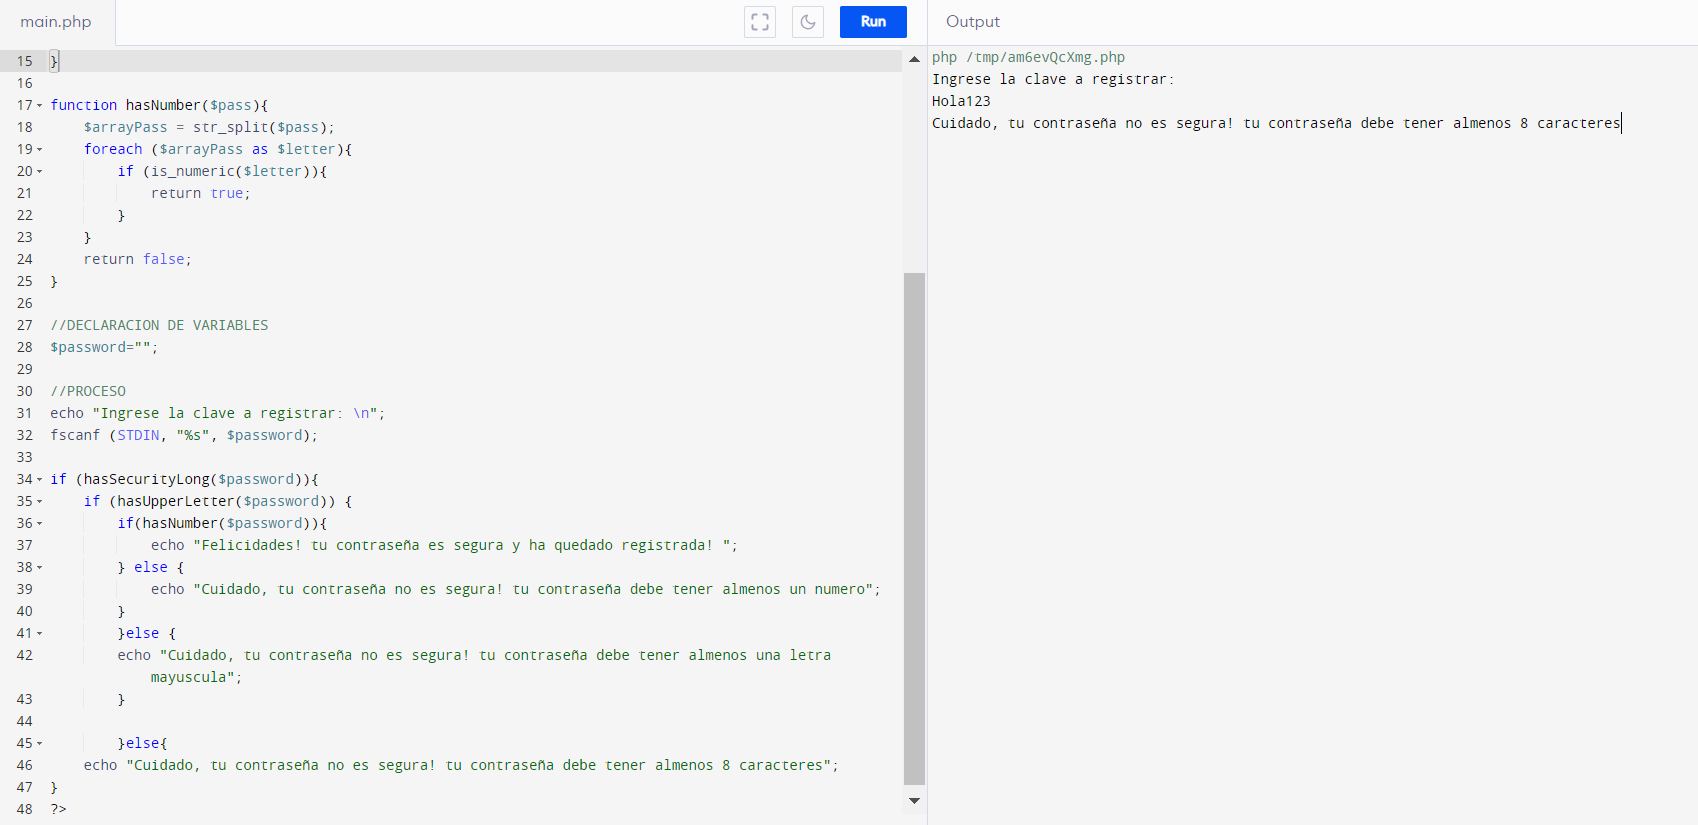 main.php
Run
Output
15 }
16
17 function hasNumber($pass){
18     $arrayPass = str_split($pass);
19     foreach ($arrayPass as $letter){
20         if (is_numeric($letter)){
21             return true;
22         }
23     }
24     return false;
25 }
26
27 //DECLARACION DE VARIABLES
28 $password="";
29
30 //PROCESO
31 echo "Ingrese la clave a registrar: \n";
32 fscanf (STDIN, "%s", $password);
33
34 if (hasSecurityLong($password)){
35     if (hasUpperLetter($password)) {
36         if(hasNumber($password)){
37             echo "Felicidades! tu contraseña es segura y ha quedado registrada! ";
38         } else {
39             echo "Cuidado, tu contraseña no es segura! tu contraseña debe tener almenos un numero";
40         }
41         }else {
42         echo "Cuidado, tu contraseña no es segura! tu contraseña debe tener almenos una letra
            mayuscula";
43         }
44
45         }else{
46     echo "Cuidado, tu contraseña no es segura! tu contraseña debe tener almenos 8 caracteres";
47 }
48 ?>
php /tmp/am6evQcXmg.php
Ingrese la clave a registrar:
Hola123
Cuidado, tu contraseña no es segura! tu contraseña debe tener almenos 8 caracteres